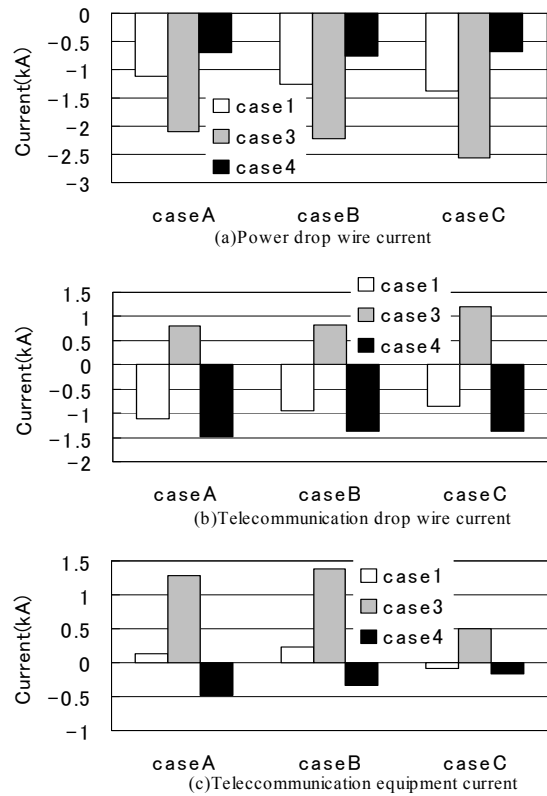 0
-0.5
-1
-1.5
-2
-2.5
-3
Current(kA)
case1
case3
case4
caseA caseB caseC
(a)Power drop wire current
1.5
1
0.5
0
-0.5
-1
-1.5
-2
Current(kA)
case1
case3
case4
caseA caseB caseC
(b)Telecommunication drop wire current
1.5
1
0.5
0
-0.5
-1
Current(kA)
case1
case3
case4
caseA caseB caseC
(c)Teleccommunication equipment current